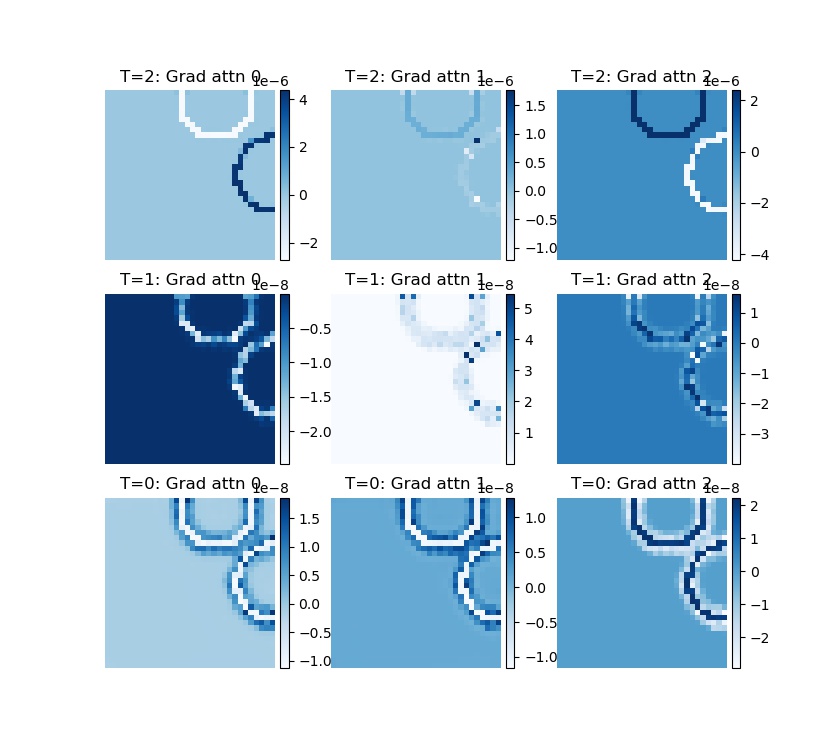 T=2: Grad attn 0
1e−6
4
2
0
−2
T=2: Grad attn 1
1e−6
1.5
1.0
0.5
0.0
−0.5
−1.0
T=2: Grad attn 2
1e−6
2
0
−2
−4
T=1: Grad attn 0
1e−8
−0.5
−1.0
−1.5
−2.0
T=1: Grad attn 1
1e−8
5
4
3
2
1
T=1: Grad attn 2
1e−8
1
0
−1
−2
−3
T=0: Grad attn 0
1e−8
1.5
1.0
0.5
0.0
−0.5
−1.0
T=0: Grad attn 1
1e−8
1.0
0.5
0.0
−0.5
−1.0
T=0: Grad attn 2
1e−8
2
1
0
−1
−2